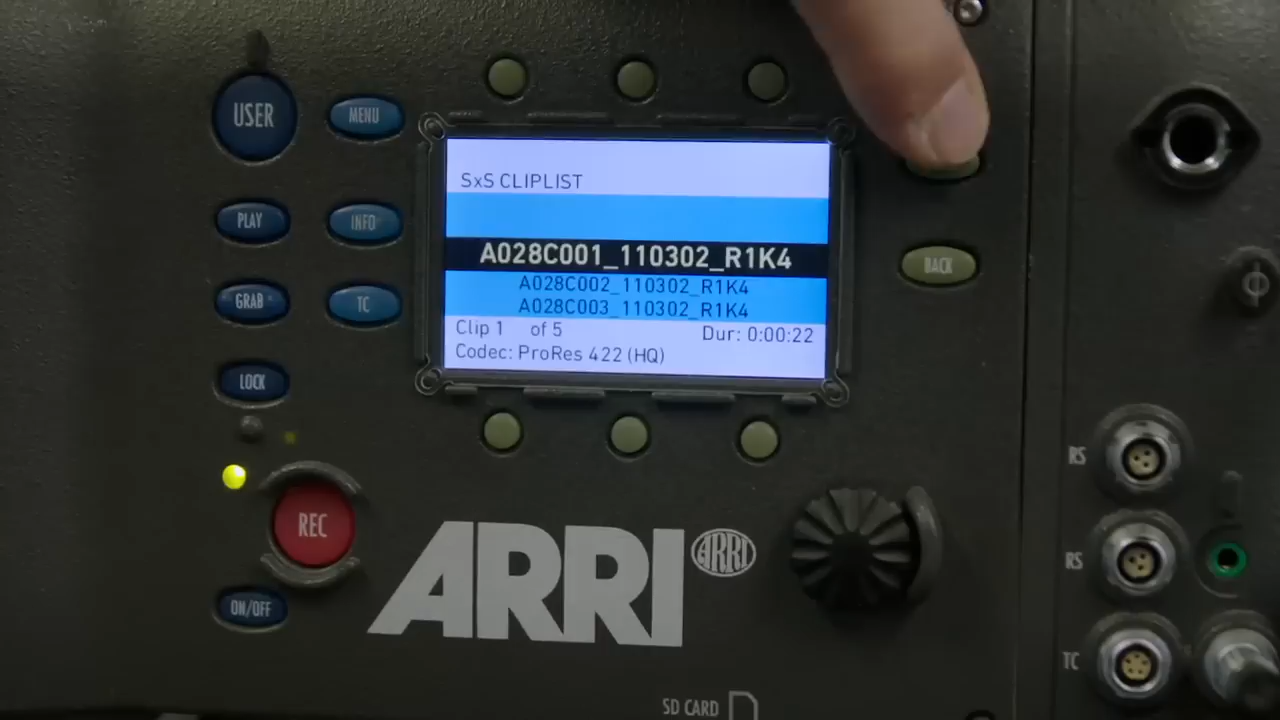 USER
MENU
PLAY
INFO
GRAB
TC
LOCK
REC
ON/OFF
SxS CLIPLIST
A028C001_110302_R1K4
A028C002_110302_R1K4
A028C003_110302_R1K4
Clip 1 of 5 Dur: 0:00:22
Codec: ProRes 422 (HQ)
BACK
ARRI
ARRI
SD CARD
RS
RS
TC